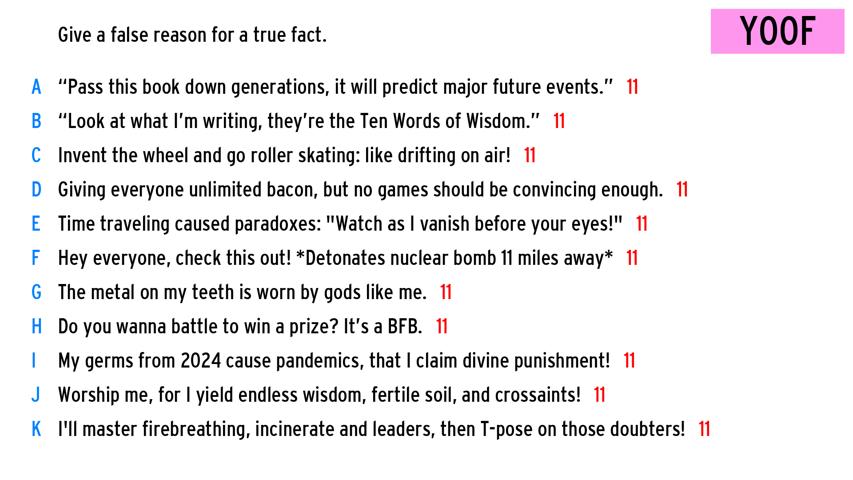 Give a false reason for a true fact.
YOOF
A "Pass this book down generations, it will predict major future events." 11
B "Look at what I'm writing, they're the Ten Words of Wisdom." 11
C Invent the wheel and go roller skating: like drifting on air! 11
D Giving everyone unlimited bacon, but no games should be convincing enough. 11
E Time traveling caused paradoxes: "Watch as I vanish before your eyes!" 11
F Hey everyone, check this out! *Detonates nuclear bomb 11 miles away* 11
G The metal on my teeth is worn by gods like me. 11
H Do you wanna battle to win a prize? It's a BFB. 11
I My germs from 2024 cause pandemics, that I claim divine punishment! 11
J Worship me, for I yield endless wisdom, fertile soil, and crossaints! 11
K I'll master firebreathing, incinerate and leaders, then T-pose on those doubters! 11